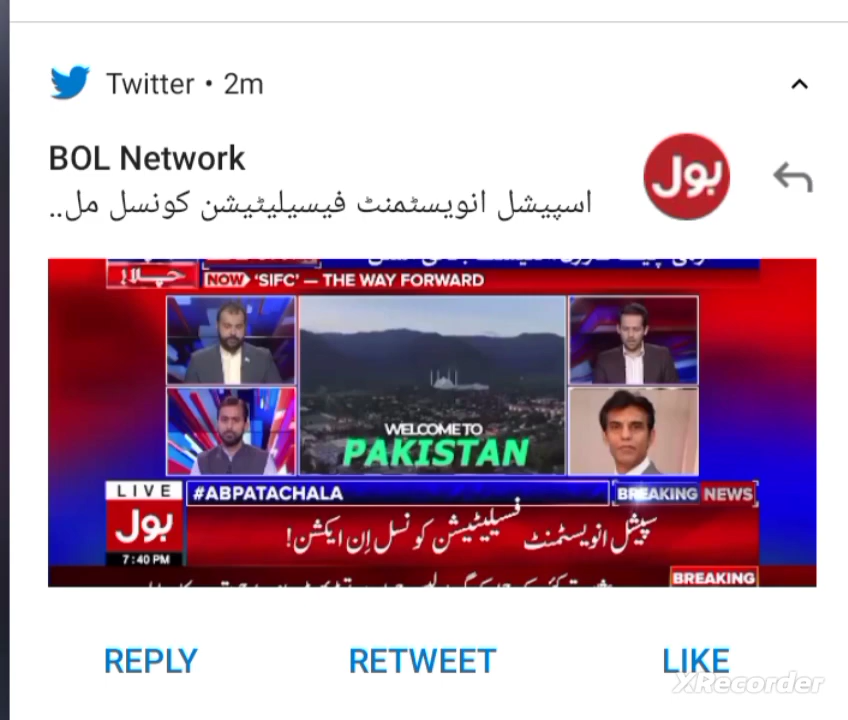 Twitter • 2m
BOL Network
بول
اسپیشل انویسٹمنٹ فیسیلیٹیشن کونسل مل..
NOW 'SIFC' — THE WAY FORWARD
WELCOME TO
PAKISTAN
LIVE
#ABPATACHALA
BREAKING NEWS
بول
سپیشل انویسٹمنٹ فسیلیٹیشن کونسل اِن ایکشن!
7:40 PM
BREAKING
REPLY
RETWEET
LIKE
XRecorder